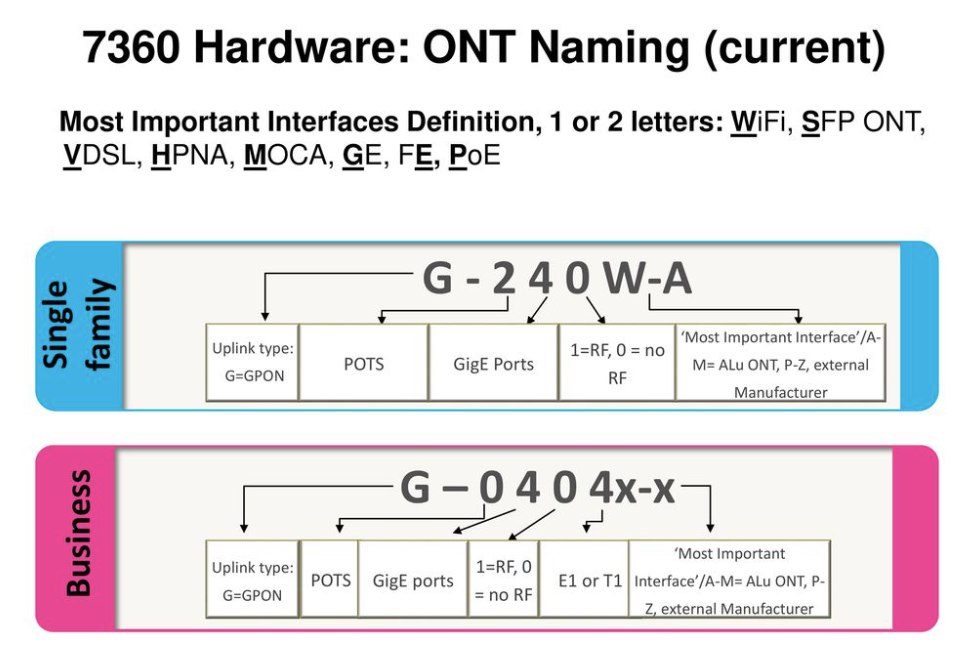 7360 Hardware: ONT Naming (current)
Most Important Interfaces Definition, 1 or 2 letters: WiFi, SFP ONT,
VDSL, HPNA, MOCA, GE, FE, PoE
Single
family
G - 2 4 0 W-A
Uplink type:
G=GPON
POTS
GigE Ports
1=RF, 0 = no
RF
‘Most Important Interface’/A-
M= ALu ONT, P-Z, external
Manufacturer
Business
G – 0 4 0 4x-x
Uplink type:
G=GPON
POTS
GigE ports
1=RF, 0
= no RF
E1 or T1
‘Most Important
Interface’/A-M= ALu ONT, P-
Z, external Manufacturer